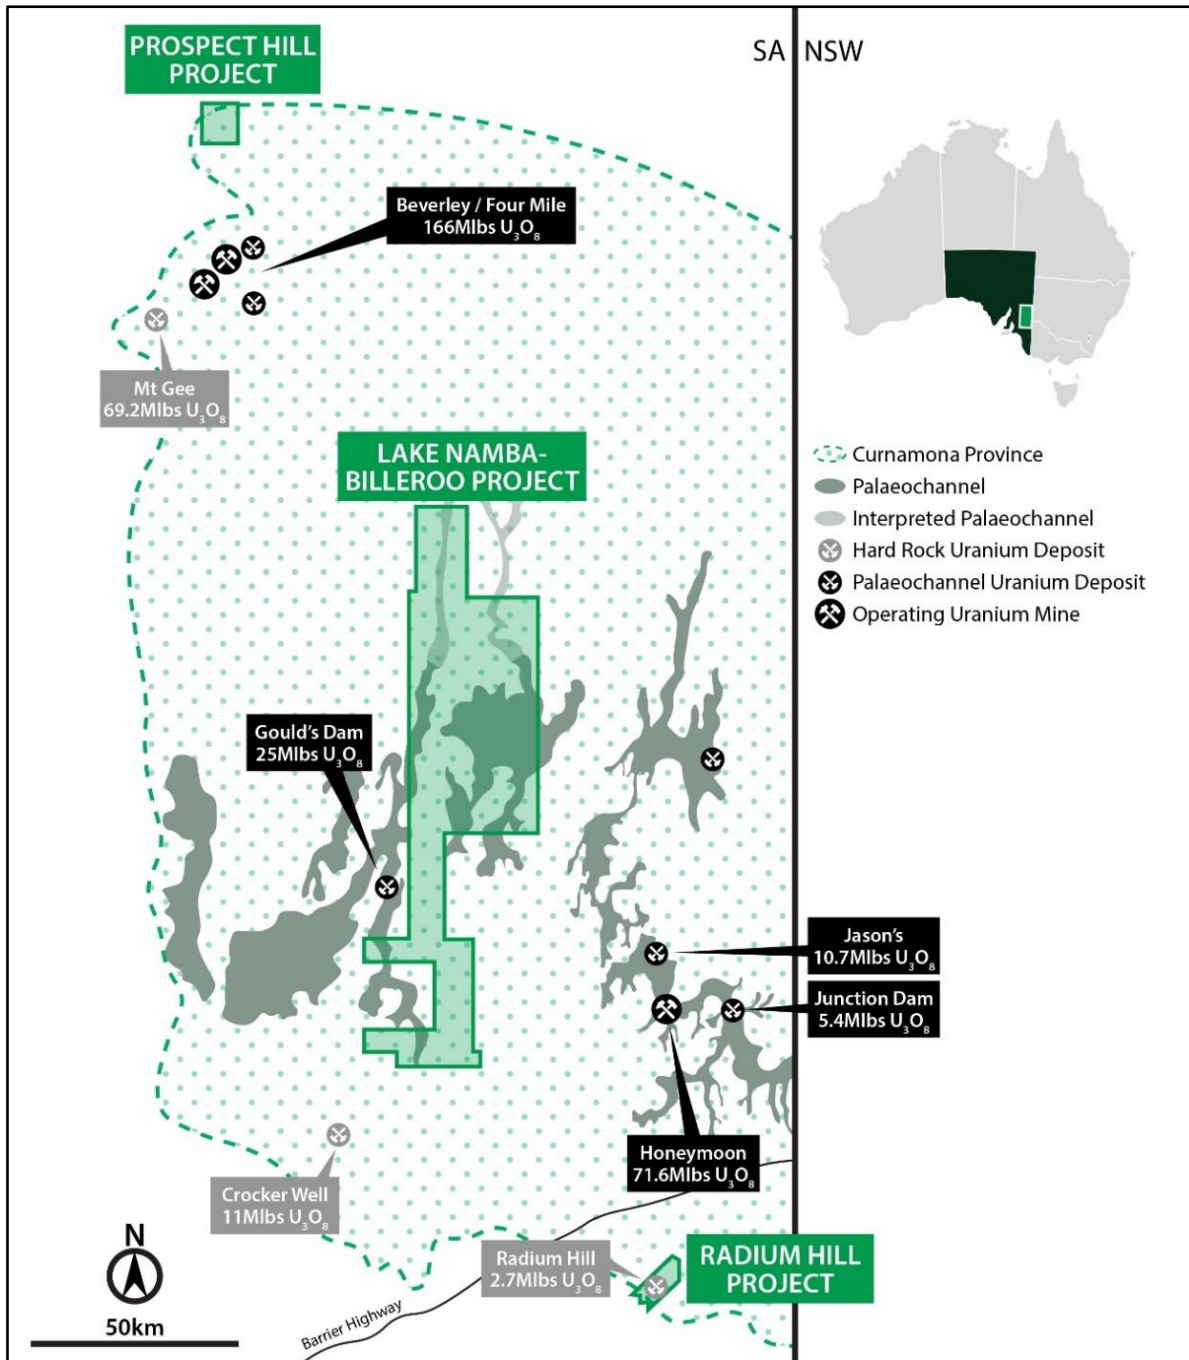 PROSPECT HILL
PROJECT
SA
NSW
Beverley / Four Mile
166Mlbs U₃O₈
Mt Gee
69.2Mlbs U₃O₈
LAKE NAMBA-
BILLEROO PROJECT
Curnamona Province
Palaeochannel
Interpreted Palaeochannel
Hard Rock Uranium Deposit
Palaeochannel Uranium Deposit
Operating Uranium Mine
Gould's Dam
25Mlbs U₃O₈
Jason's
10.7Mlbs U₃O₈
Junction Dam
5.4Mlbs U₃O₈
Honeymoon
71.6Mlbs U₃O₈
Crocker Well
11Mlbs U₃O₈
Radium Hill
2.7Mlbs U₃O₈
RADIUM HILL
PROJECT
N
50km
Barrier Highway